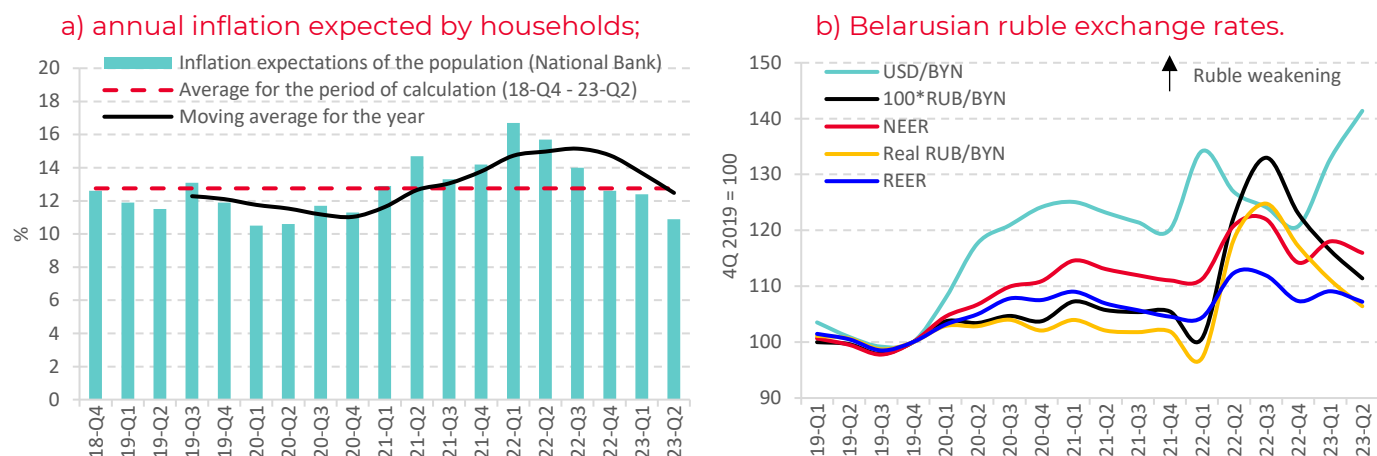 a) annual inflation expected by households;
Inflation expectations of the population (National Bank)
Average for the period of calculation (18-Q4 - 23-Q2)
Moving average for the year
20
18
16
14
12
10
8
6
4
2
0
%
18-Q4
19-Q1
19-Q2
19-Q3
19-Q4
20-Q1
20-Q2
20-Q3
20-Q4
21-Q1
21-Q2
21-Q3
21-Q4
22-Q1
22-Q2
22-Q3
22-Q4
23-Q1
23-Q2
b) Belarusian ruble exchange rates.
USD/BYN
100*RUB/BYN
NEER
Real RUB/BYN
REER
Ruble weakening
150
140
130
120
110
100
90
4Q 2019 = 100
19-Q1
19-Q2
19-Q3
19-Q4
20-Q1
20-Q2
20-Q3
20-Q4
21-Q1
21-Q2
21-Q3
21-Q4
22-Q1
22-Q2
22-Q3
22-Q4
23-Q1
23-Q2